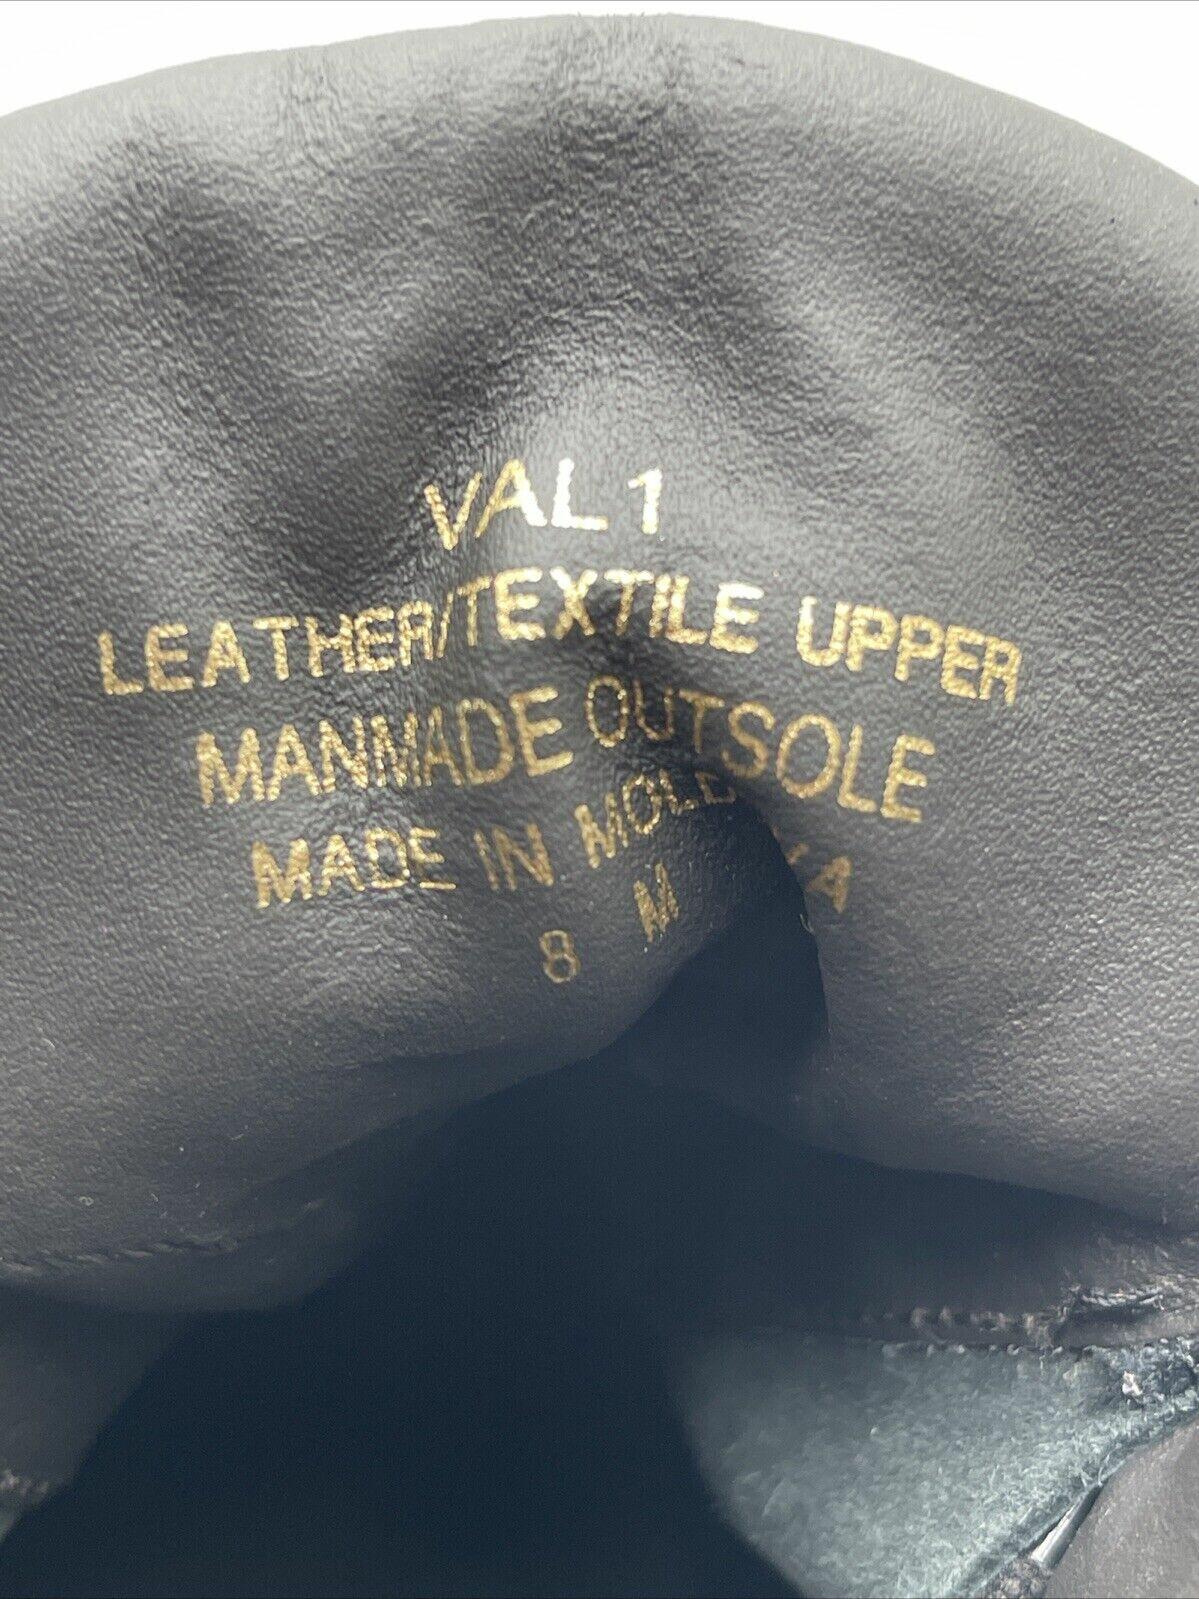 VAL 1
LEATHER/TEXTILE UPPER
MANMADE OUTSOLE
MADE IN
8 M